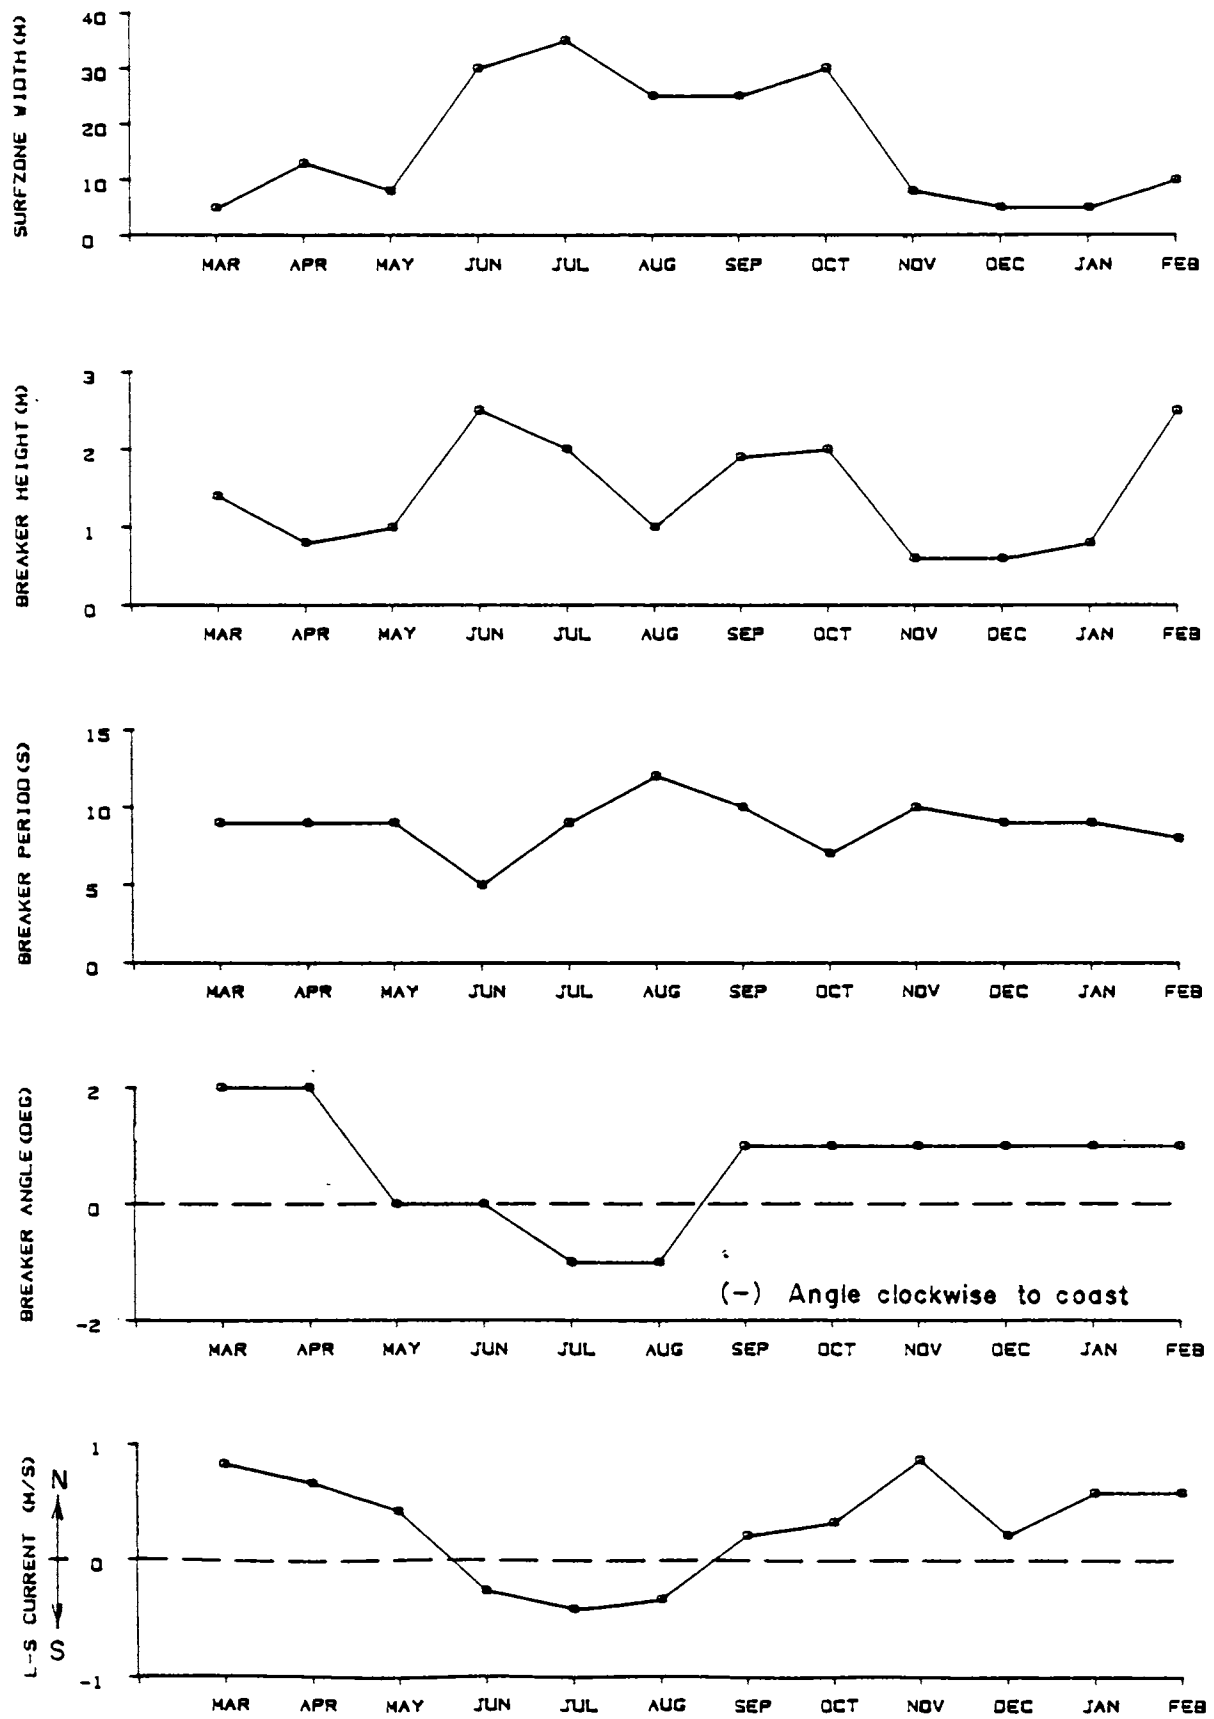 SURFZONE WIDTH(M)
40
30
20
10
0
MAR APR MAY JUN JUL AUG SEP OCT NOV DEC JAN FEB
BREAKER HEIGHT(M)
3
2
1
0
MAR APR MAY JUN JUL AUG SEP OCT NOV DEC JAN FEB
BREAKER PERIOD(S)
15
10
5
0
MAR APR MAY JUN JUL AUG SEP OCT NOV DEC JAN FEB
BREAKER ANGLE(DEG)
2
0
-2
(-) Angle clockwise to coast
MAR APR MAY JUN JUL AUG SEP OCT NOV DEC JAN FEB
L-S CURRENT (M/S)
N
S
1
0
-1
MAR APR MAY JUN JUL AUG SEP OCT NOV DEC JAN FEB